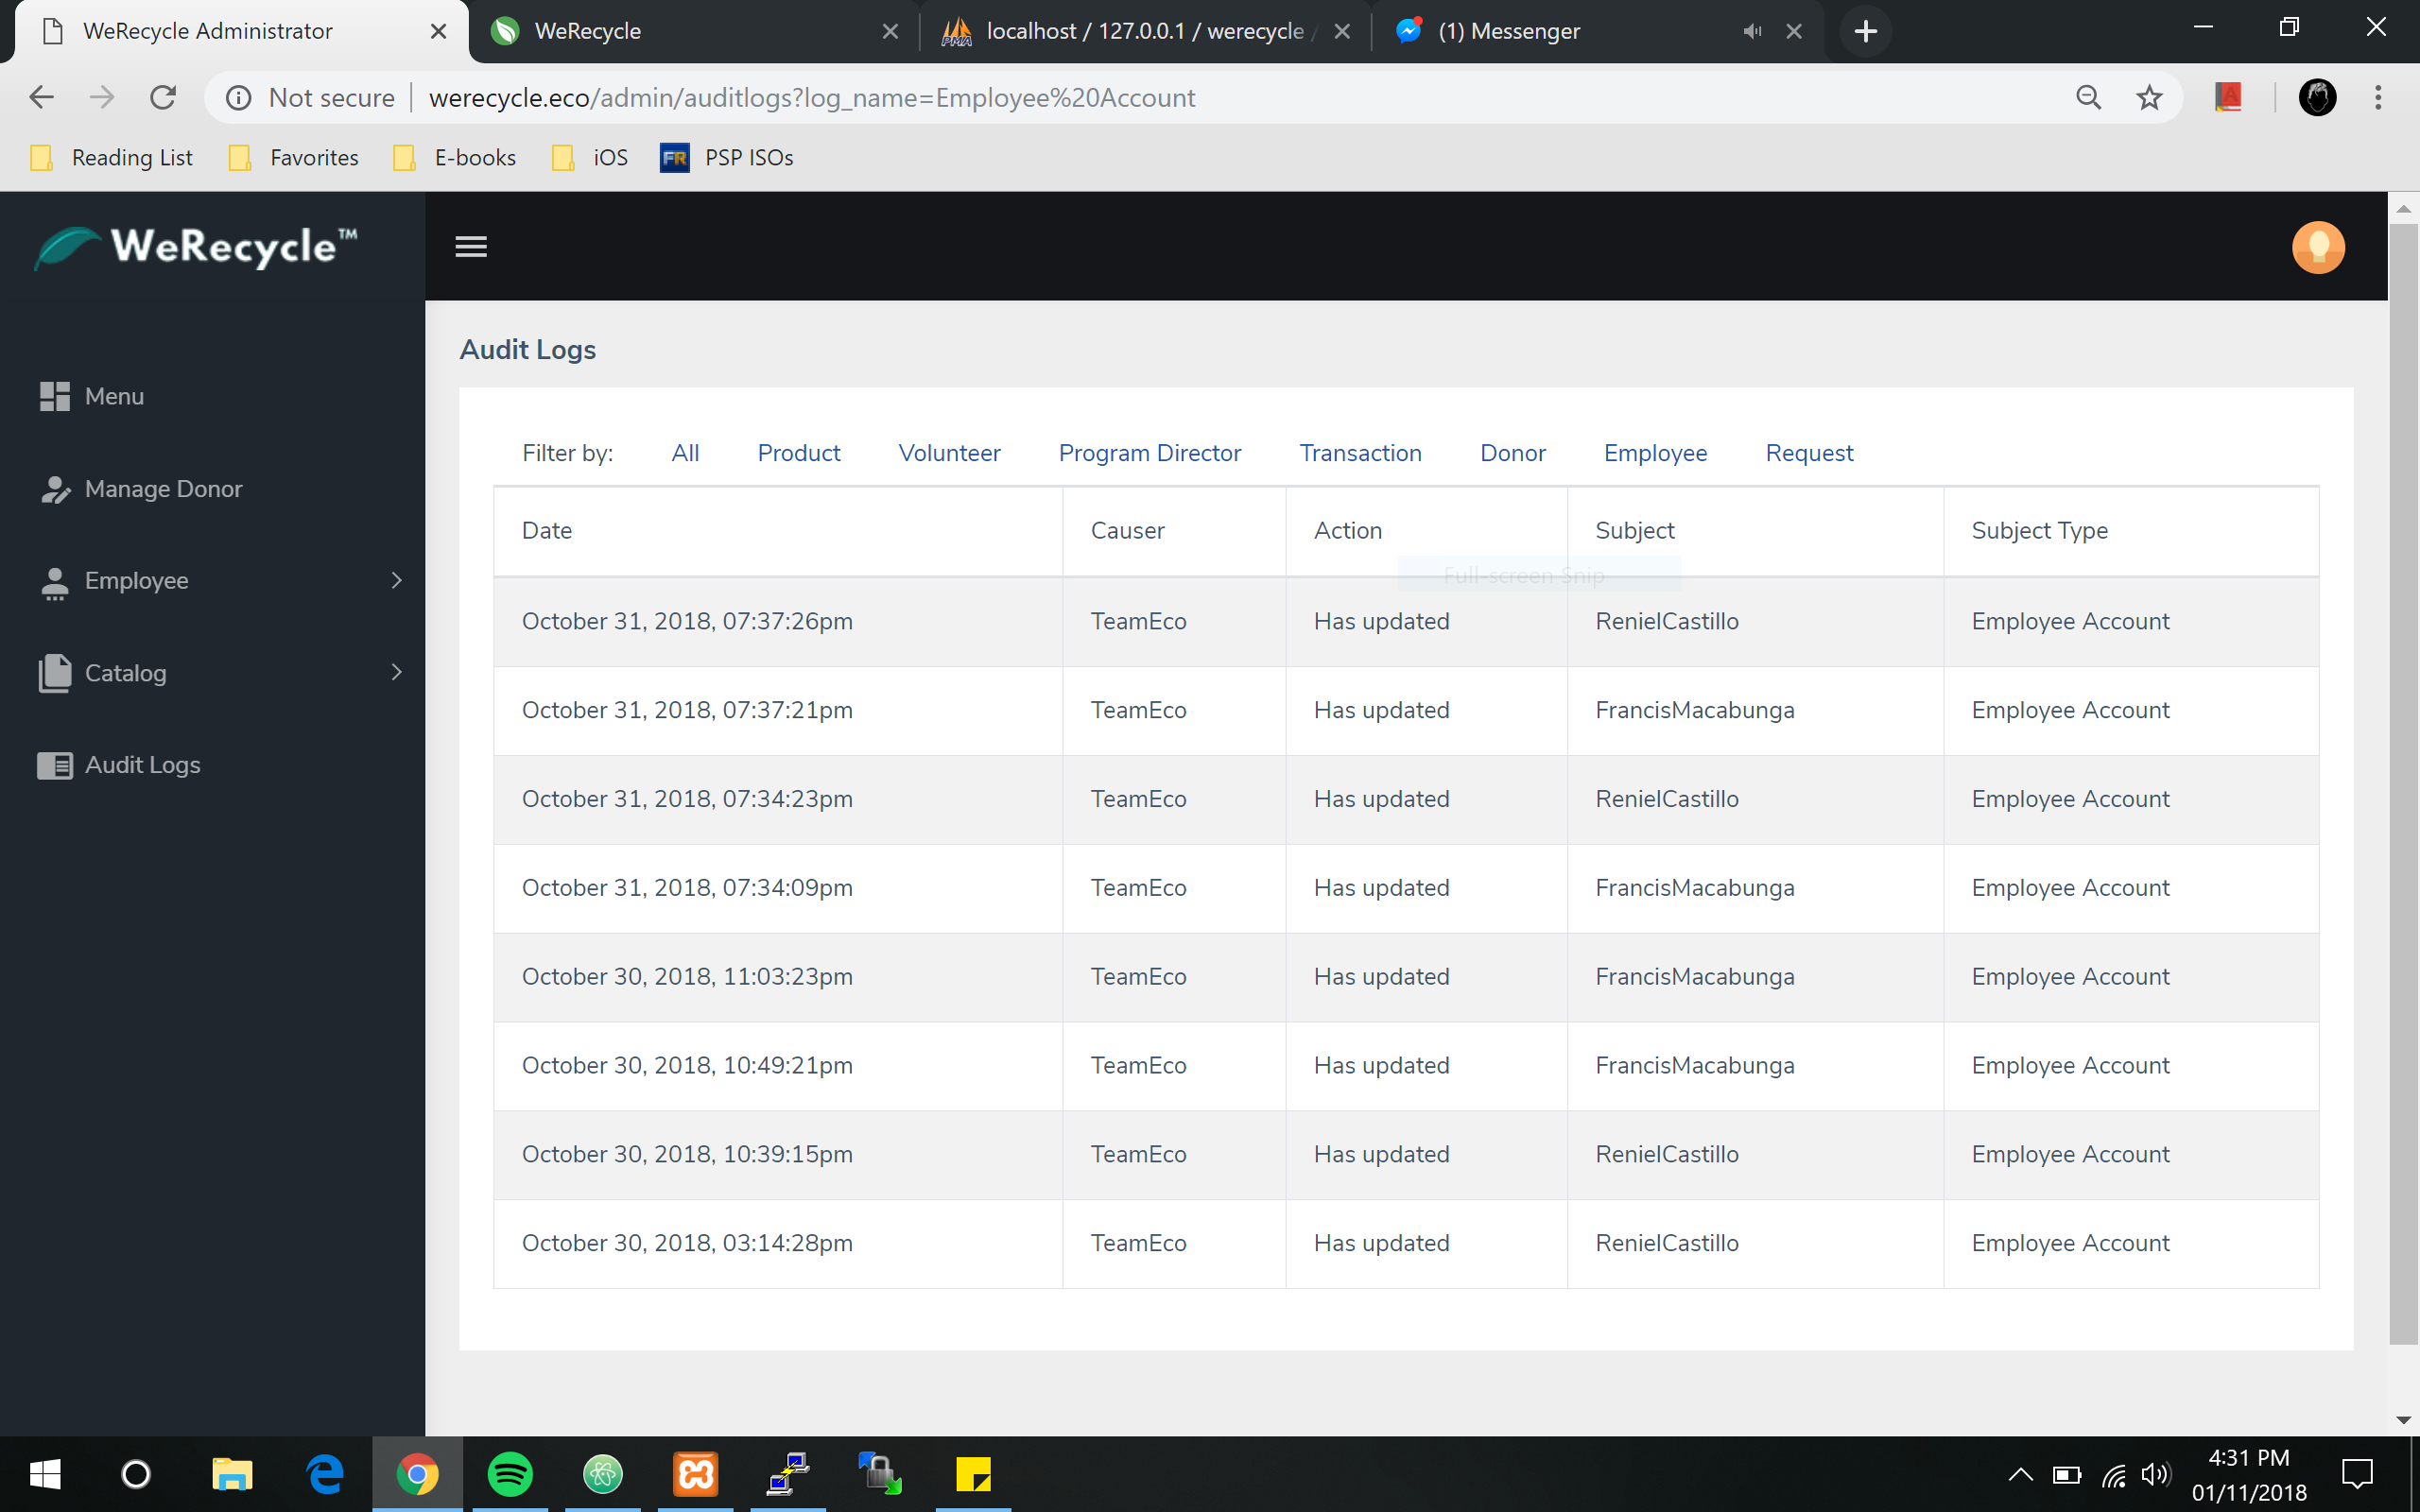 WeRecycle Administrator
WeRecycle
localhost / 127.0.0.1 / werecycle /
(1) Messenger
Not secure
werecycle.eco/admin/auditlogs?log_name=Employee%20Account
Reading List
Favorites
E-books
iOS
FR
PSP ISOs
WeRecycle™
Menu
Manage Donor
Employee
Catalog
Audit Logs
Audit Logs
Filter by: All Product Volunteer Program Director Transaction Donor Employee Request
Date Causer Action Subject Subject Type
Full-screen Snip
October 31, 2018, 07:37:26pm TeamEco Has updated RenielCastillo Employee Account
October 31, 2018, 07:37:21pm TeamEco Has updated FrancisMacabunga Employee Account
October 31, 2018, 07:34:23pm TeamEco Has updated RenielCastillo Employee Account
October 31, 2018, 07:34:09pm TeamEco Has updated FrancisMacabunga Employee Account
October 30, 2018, 11:03:23pm TeamEco Has updated FrancisMacabunga Employee Account
October 30, 2018, 10:49:21pm TeamEco Has updated FrancisMacabunga Employee Account
October 30, 2018, 10:39:15pm TeamEco Has updated RenielCastillo Employee Account
October 30, 2018, 03:14:28pm TeamEco Has updated RenielCastillo Employee Account
4:31 PM
01/11/2018